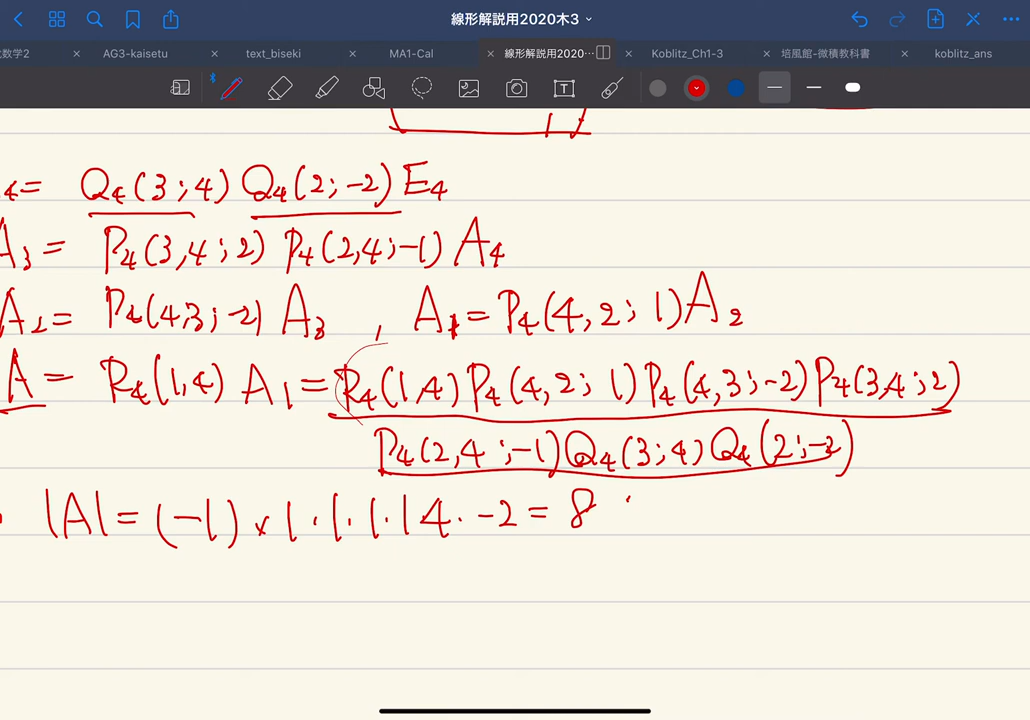 線形解説用2020木3
数学2 × AG3-kaisetu × text_biseki × MA1-Cal × 線形解説用2020… × Koblitz_Ch1-3 × 培風館-微積教科書 × koblitz_ans
4= Q4(3;4) Q4(2;-2) E4
A3 = P4(3,4;2) P4(2,4;-1) A4
A2 = P4(4,3;-2) A3 , A1 = P4(4,2;1) A2
A = R4(1,4) A1 = R4(1,4) P4(4,2;1) P4(4,3;-2) P4(3,4;2)
P4(2,4;-1) Q4(3;4) Q4(2;-2)
|A| = (-1) × 1·1·1·1 4·-2 = 8